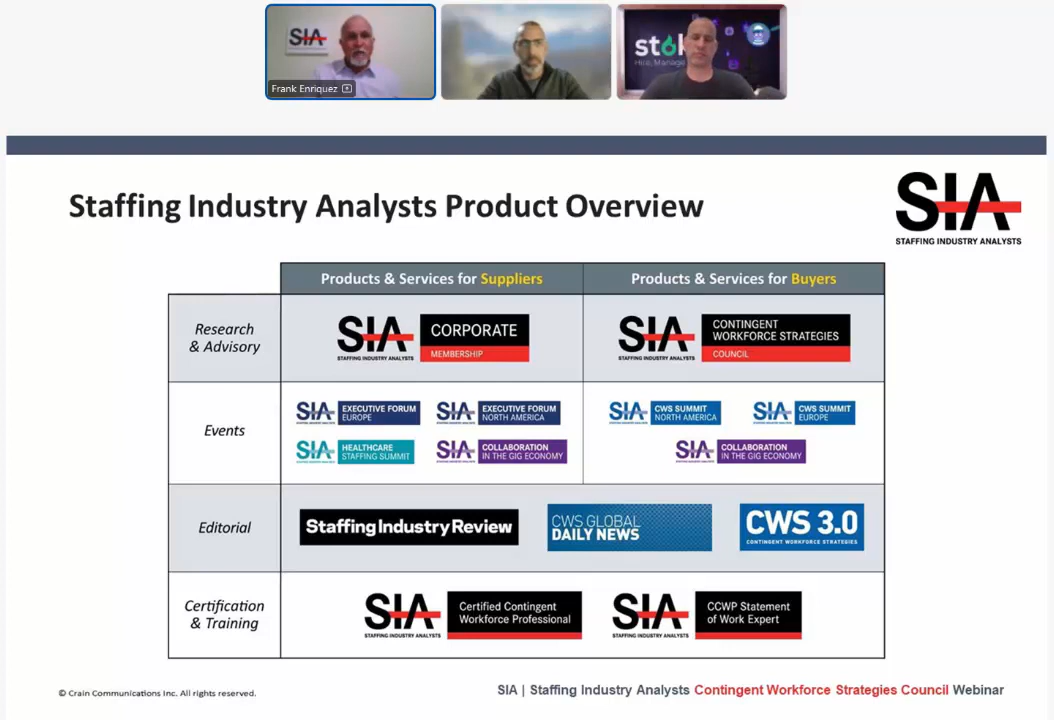 SIA
Frank Enriquez
Hire, Manage
Staffing Industry Analysts Product Overview
SIA
STAFFING INDUSTRY ANALYSTS
Products & Services for Suppliers
Products & Services for Buyers
Research
& Advisory
SIA
STAFFING INDUSTRY ANALYSTS
CORPORATE
MEMBERSHIP
SIA
STAFFING INDUSTRY ANALYSTS
CONTINGENT
WORKFORCE STRATEGIES
COUNCIL
Events
SIA
EXECUTIVE FORUM
EUROPE
SIA
EXECUTIVE FORUM
NORTH AMERICA
SIA
CWS SUMMIT
NORTH AMERICA
SIA
CWS SUMMIT
EUROPE
SIA
HEALTHCARE
STAFFING SUMMIT
SIA
COLLABORATION
IN THE GIG ECONOMY
SIA
COLLABORATION
IN THE GIG ECONOMY
Editorial
Staffing Industry Review
CWS GLOBAL
DAILY NEWS
CWS 3.0
CONTINGENT WORKFORCE STRATEGIES
Certification
& Training
SIA
STAFFING INDUSTRY ANALYSTS
Certified Contingent
Workforce Professional
SIA
STAFFING INDUSTRY ANALYSTS
CCWP Statement
of Work Expert
© Crain Communications Inc. All rights reserved.
SIA | Staffing Industry Analysts Contingent Workforce Strategies Council Webinar